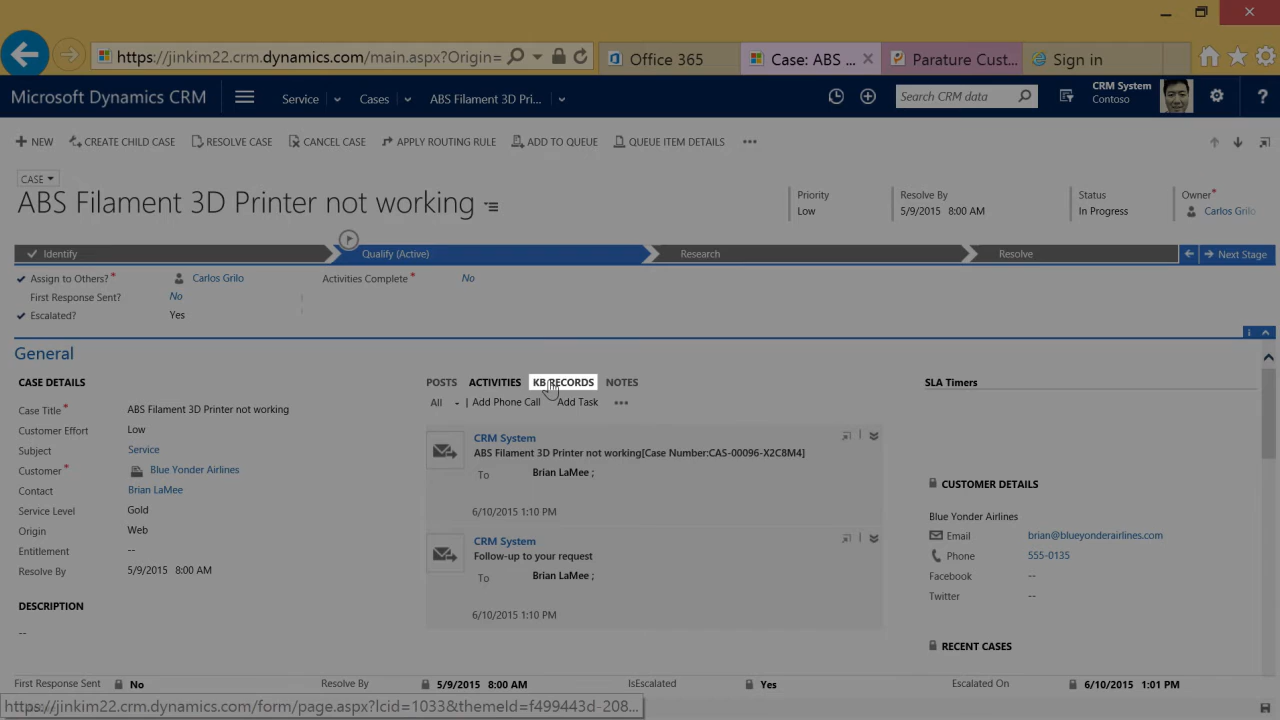 https://jinkim22.crm.dynamics.com/main.aspx?Origin=
Office 365
Case: ABS ...
Parature Cust...
Sign in
Microsoft Dynamics CRM
Service
Cases
ABS Filament 3D Pri...
Search CRM data
CRM System
Contoso
?
NEW
CREATE CHILD CASE
RESOLVE CASE
CANCEL CASE
APPLY ROUTING RULE
ADD TO QUEUE
QUEUE ITEM DETAILS
...
CASE
ABS Filament 3D Printer not working
Priority
Low
Resolve By
5/9/2015 8:00 AM
Status
In Progress
Owner*
Carlos Grilo
Identify
Qualify (Active)
Research
Resolve
Next Stage
Assign to Others?* Carlos Grilo
First Response Sent? No
Escalated? Yes
Activities Complete* No
General
CASE DETAILS
Case Title* ABS Filament 3D Printer not working
Customer Effort Low
Subject Service
Customer* Blue Yonder Airlines
Contact Brian LaMee
Service Level Gold
Origin Web
Entitlement --
Resolve By 5/9/2015 8:00 AM
DESCRIPTION
--
POSTS ACTIVITIES KB RECORDS NOTES
All | Add Phone Call Add Task ...
CRM System
ABS Filament 3D Printer not working[Case Number:CAS-00096-X2C8M4]
To Brian LaMee ;
6/10/2015 1:10 PM
CRM System
Follow-up to your request
To Brian LaMee ;
6/10/2015 1:10 PM
SLA Timers
CUSTOMER DETAILS
Blue Yonder Airlines
Email brian@blueyonderairlines.com
Phone 555-0135
Facebook --
Twitter --
RECENT CASES
First Response Sent No
Resolve By 5/9/2015 8:00 AM
IsEscalated Yes
Escalated On 6/10/2015 1:01 PM
https://jinkim22.crm.dynamics.com/form/page.aspx?lcid=1033&themeId=f499443d-208...